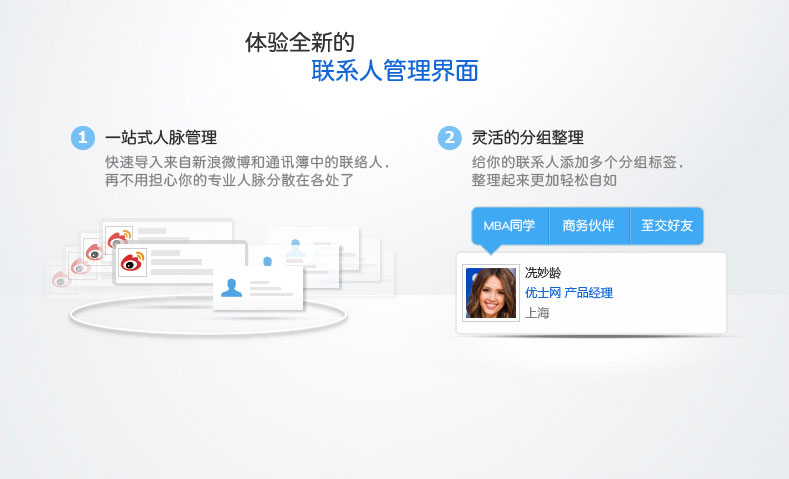 体验全新的
联系人管理界面
1 一站式人脉管理
快速导入来自新浪微博和通讯簿中的联络人，
再不用担心你的专业人脉分散在各处了
2 灵活的分组整理
给你的联系人添加多个分组标签，
整理起来更加轻松自如
MBA同学 商务伙伴 至交好友
冼妙龄
优士网 产品经理
上海